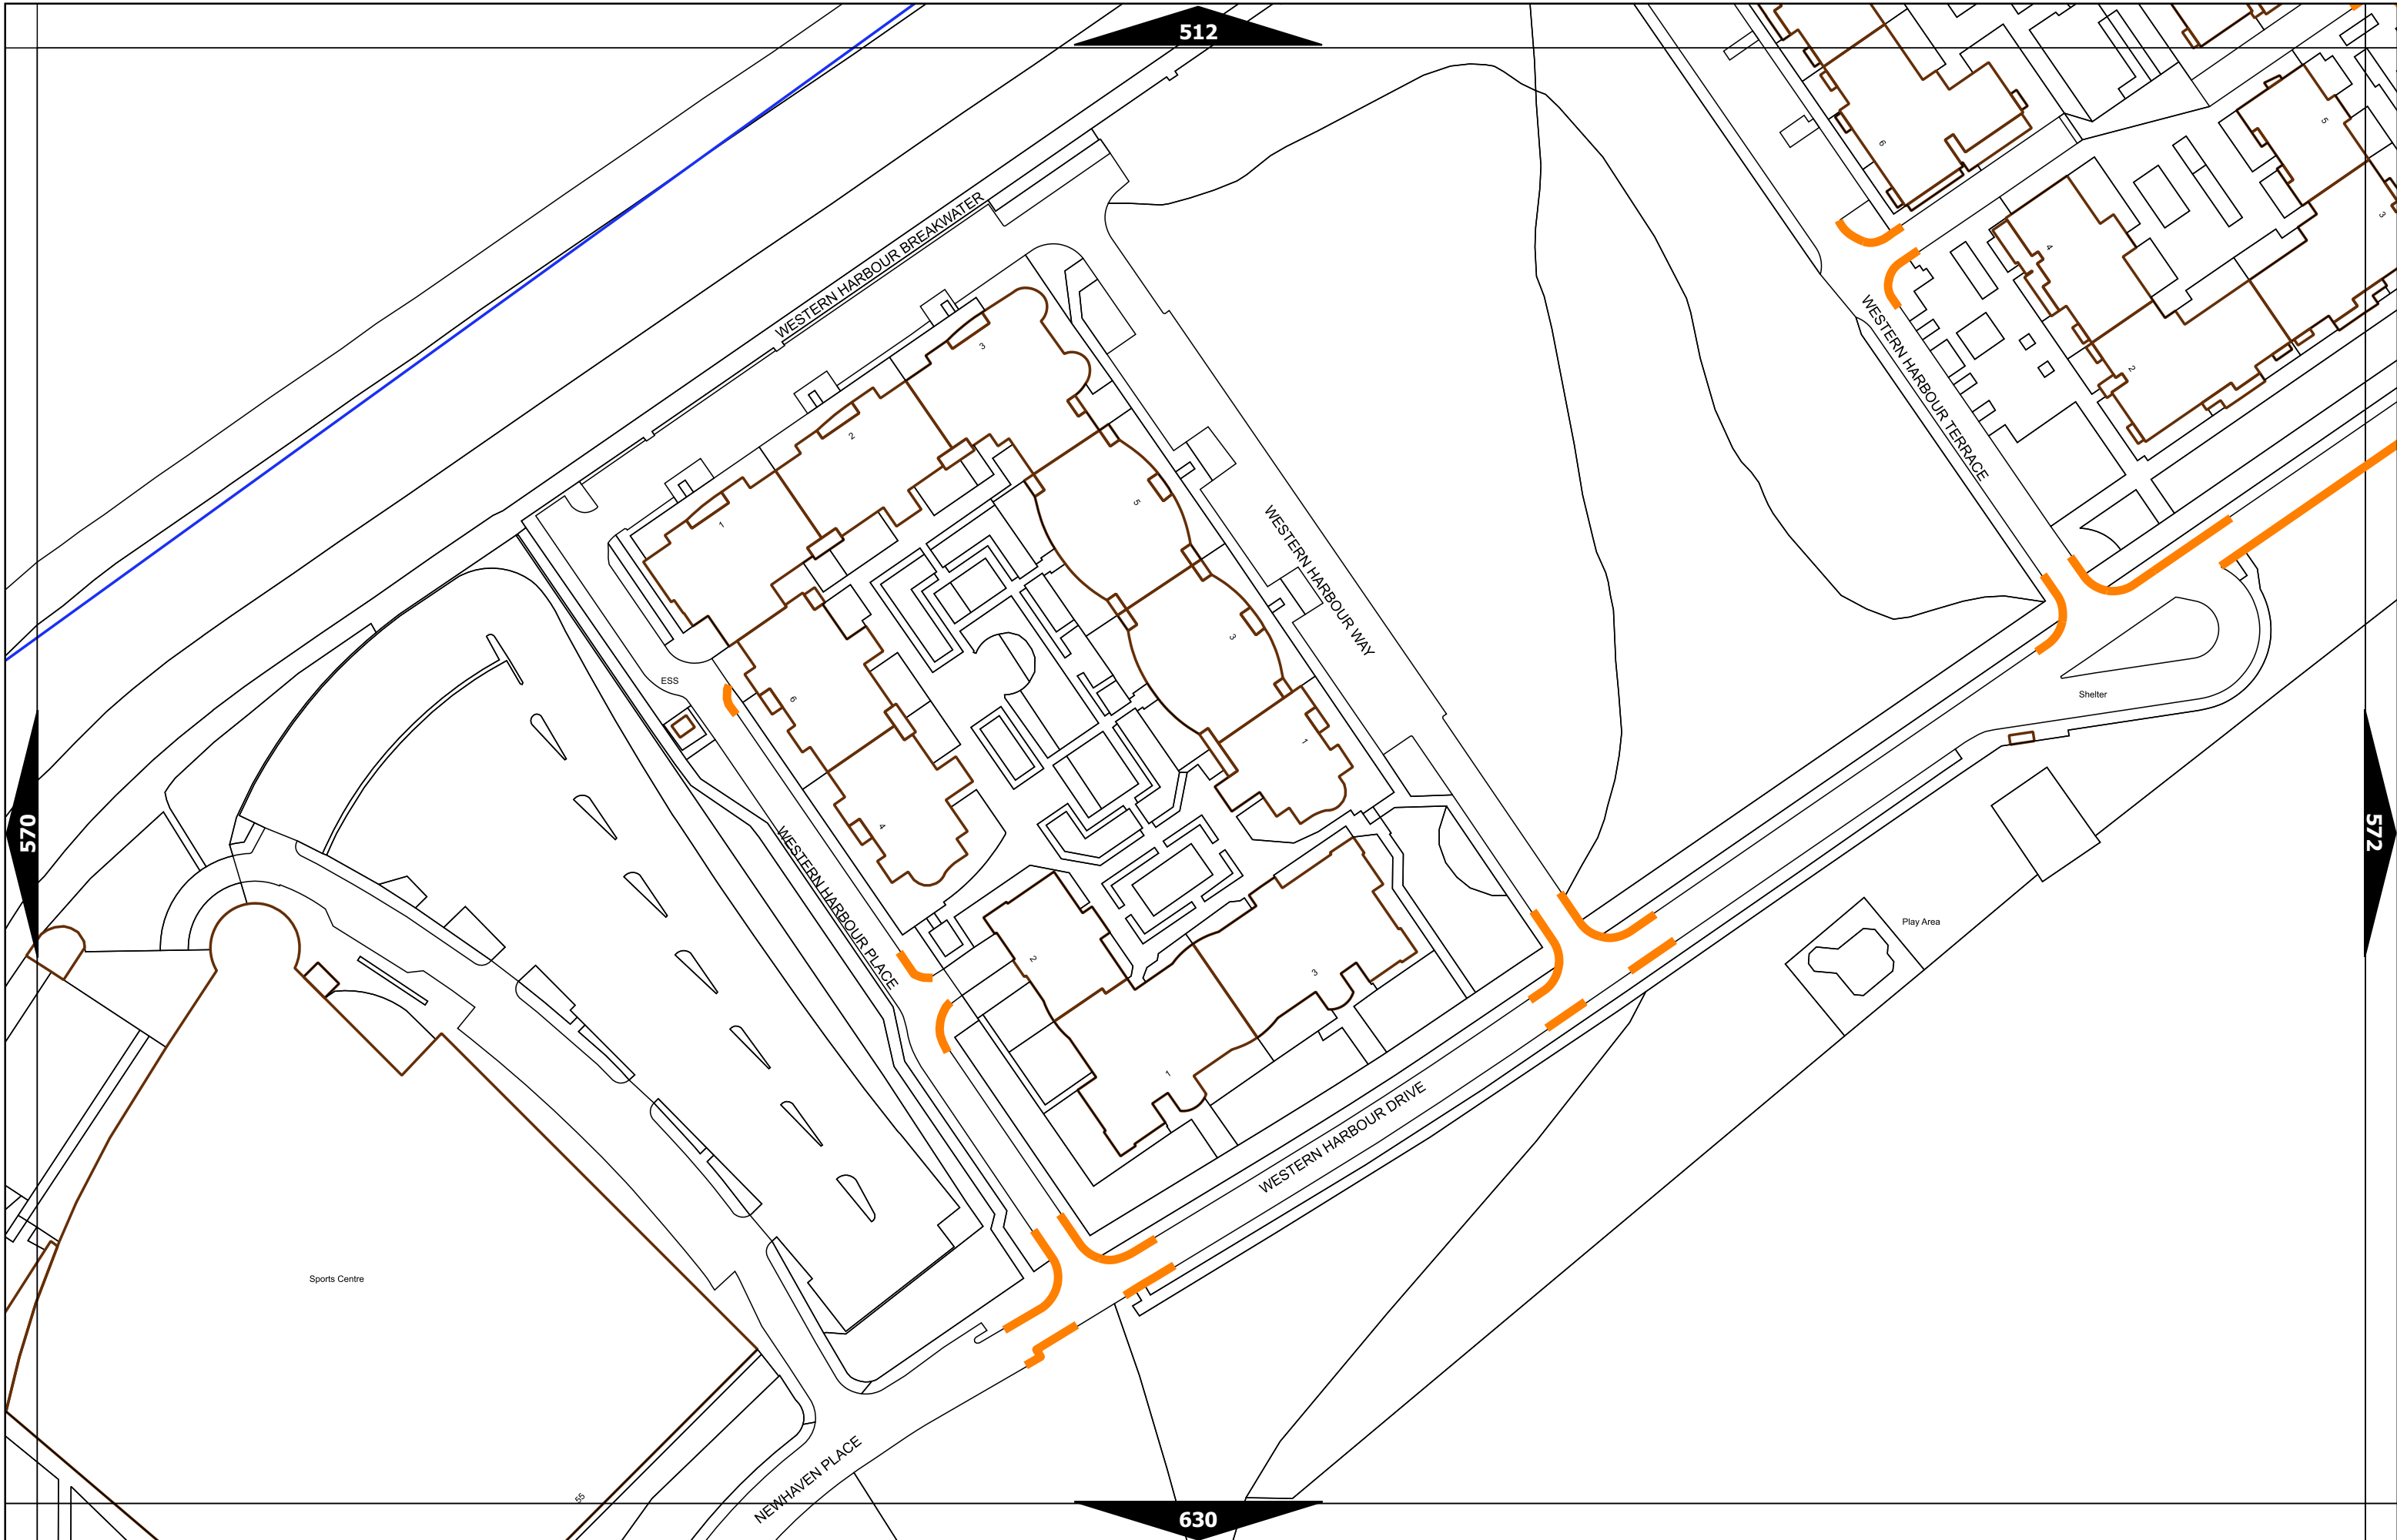 512
6
5
WESTERN HARBOUR BREAKWATER
3
4
3
WESTERN HARBOUR TERRACE
2
2
1
5
WESTERN HARBOUR WAY
3
ESS
6
Shelter
1
570
572
4
WESTERN HARBOUR PLACE
Play Area
2
3
1
WESTERN HARBOUR DRIVE
Sports Centre
NEWHAVEN PLACE
55
630